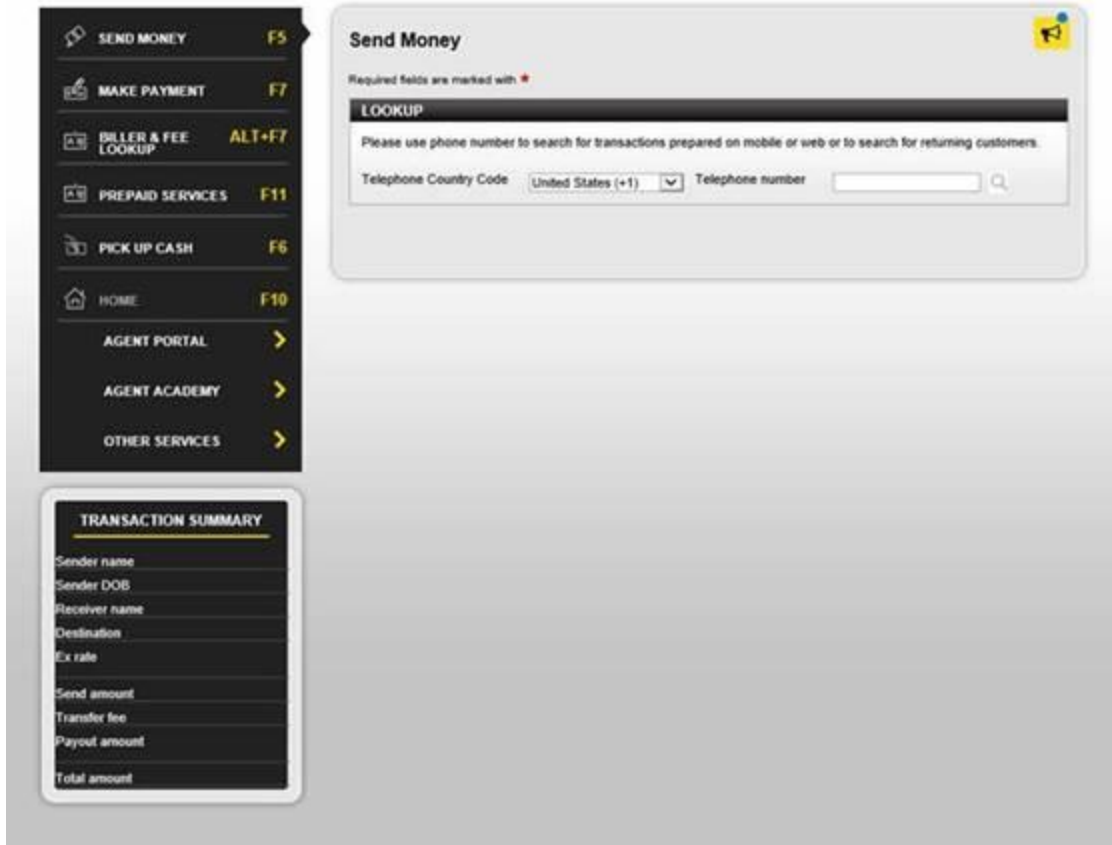 SEND MONEY F5
MAKE PAYMENT F7
BILLER & FEE ALT+F7
LOOKUP
PREPAID SERVICES F11
PICK UP CASH F6
HOME F10
AGENT PORTAL
AGENT ACADEMY
OTHER SERVICES
Send Money
Required fields are marked with *
LOOKUP
Please use phone number to search for transactions prepared on mobile or web or to search for returning customers.
Telephone Country Code United States (+1) Telephone number
TRANSACTION SUMMARY
Sender name
Sender DOB
Receiver name
Destination
Ex rate
Send amount
Transfer fee
Payout amount
Total amount